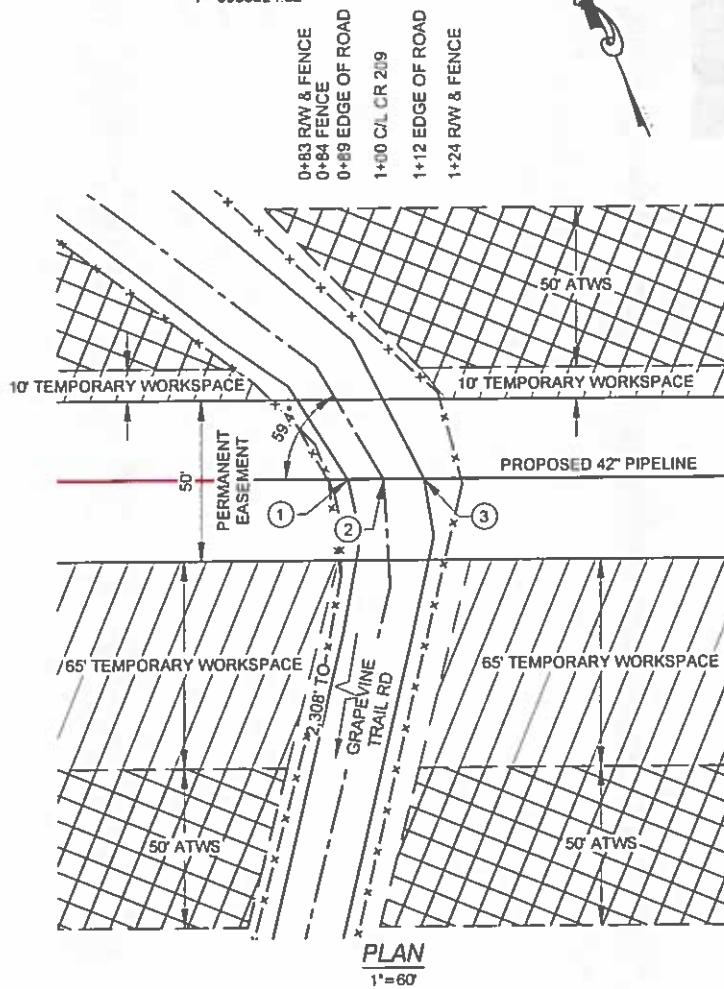 0+83 R/W & FENCE
0+84 FENCE
0+89 EDGE OF ROAD
1+00 C/L CR 209
1+12 EDGE OF ROAD
1+24 R/W & FENCE
50' ATWS
10' TEMPORARY WORKSPACE
10' TEMPORARY WORKSPACE
59.4°
50'
PERMANENT
EASEMENT
PROPOSED 42" PIPELINE
1
2
3
65' TEMPORARY WORKSPACE
65' TEMPORARY WORKSPACE
2,308' TO
GRAPEVINE
TRAIL RD
50' ATWS
50' ATWS
PLAN
1"=60'